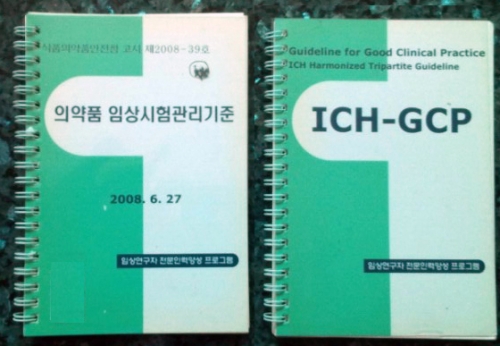 식품의약품안전청 고시 제2008-39호
의약품 임상시험관리기준
2008. 6. 27
임상연구자 전문인력양성 프로그램
Guideline for Good Clinical Practice
ICH Harmonized Tripartite Guideline
ICH-GCP
임상연구자 전문인력양성 프로그램